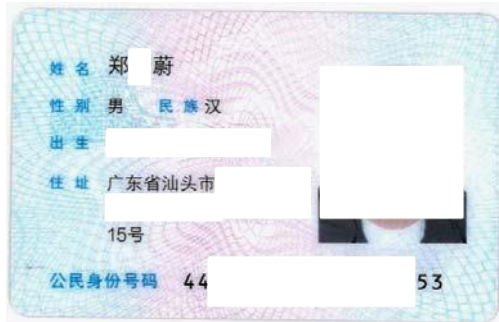 姓名 郑 蔚
性别 男 民族 汉
出生
住址 广东省汕头市
15号
公民身份号码 44 53